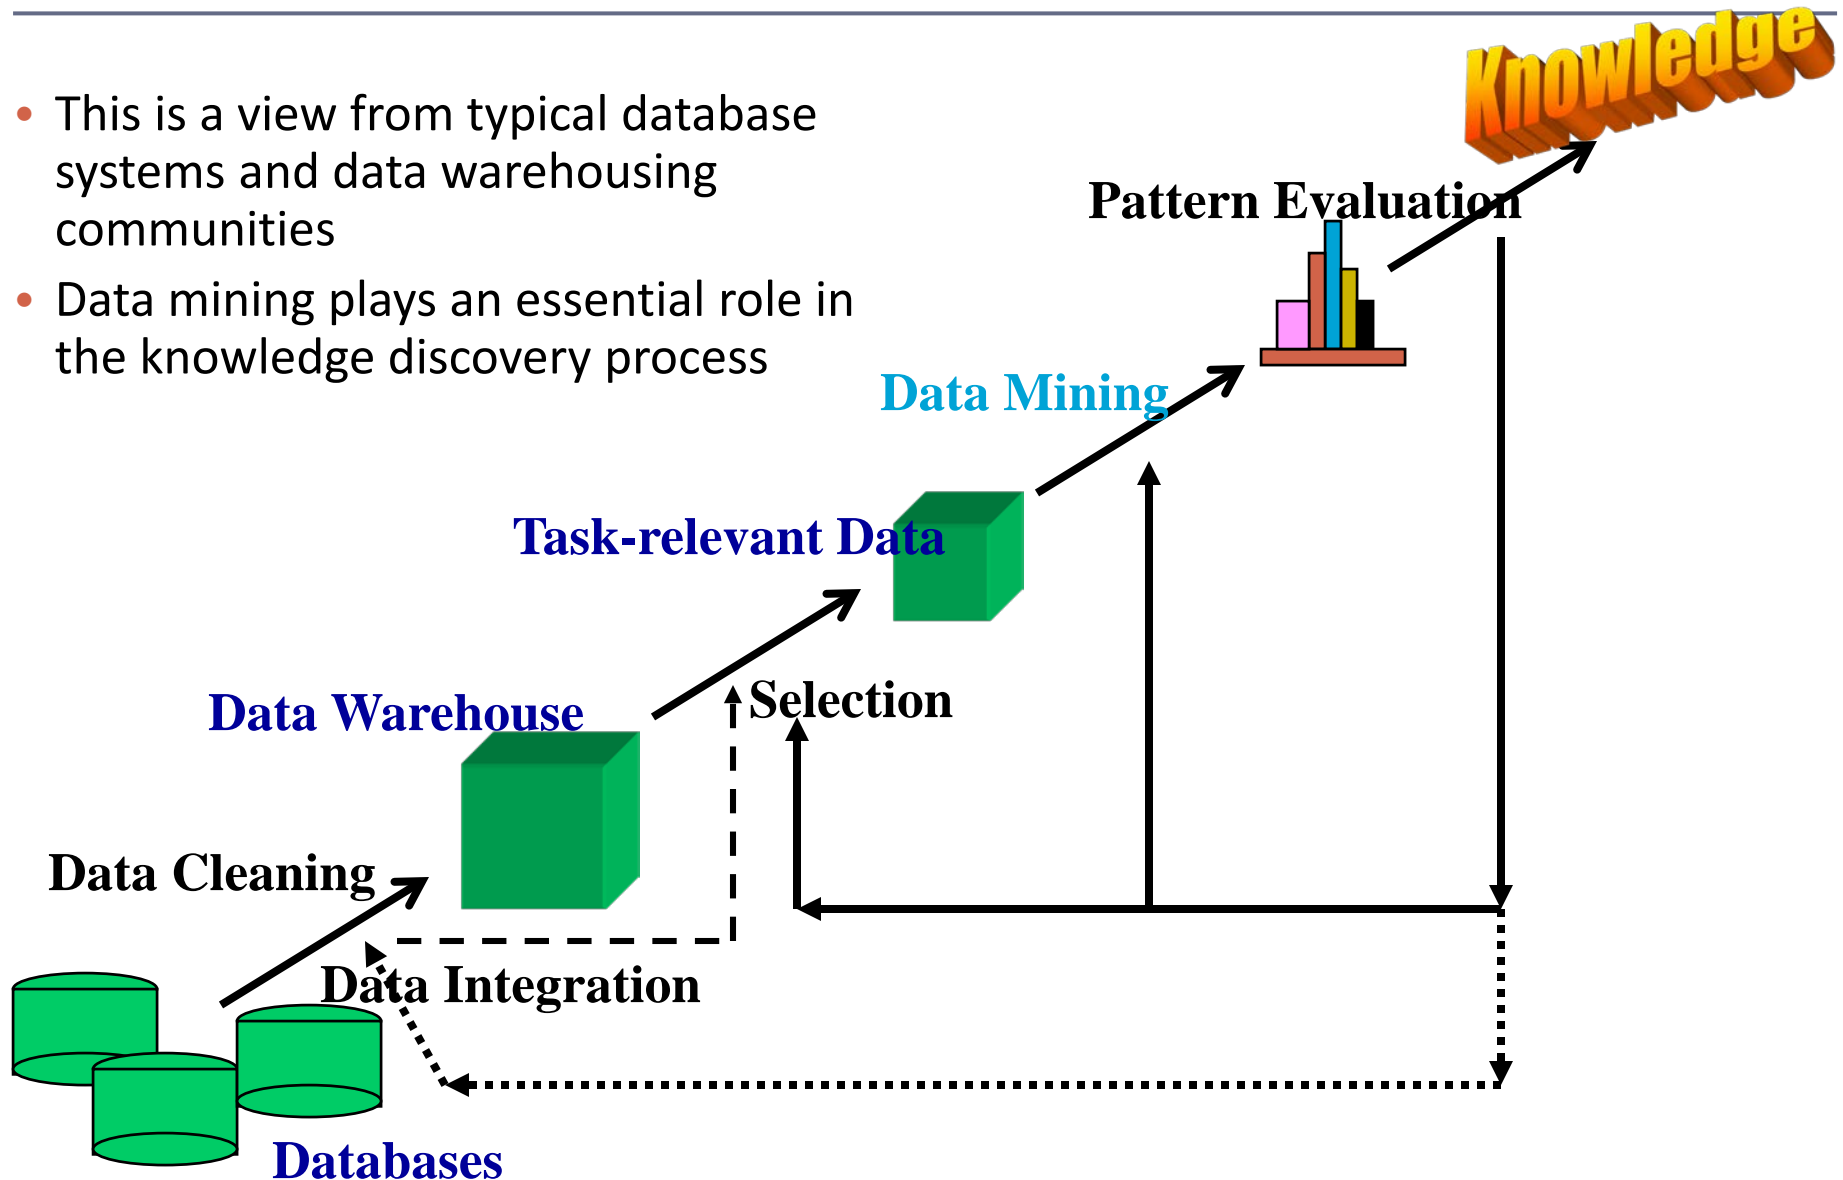 Knowledge
• This is a view from typical database
systems and data warehousing
communities
• Data mining plays an essential role in
the knowledge discovery process
Pattern Evaluation
Data Mining
Task-relevant Data
Selection
Data Warehouse
Data Cleaning
Data Integration
Databases